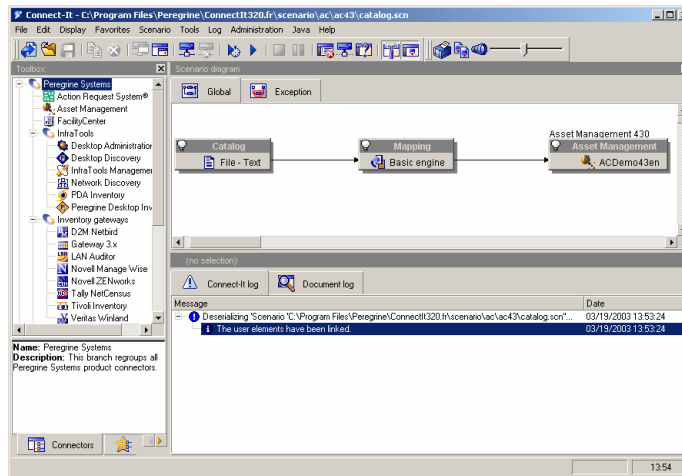 Connect-It - C:\Program Files\Peregrine\ConnectIt320.fr\scenario\ac\ac43\catalog.scn
File Edit Display Favorites Scenario Tools Log Administration Java Help
Toolbox
Peregrine Systems
Action Request System®
Asset Management
FacilityCenter
InfraTools
Desktop Administration
Desktop Discovery
InfraTools Managemer
Network Discovery
PDA Inventory
Peregrine Desktop Inv
Inventory gateways
D2M Netbird
Gateway 3.x
LAN Auditor
Novell Manage Wise
Novell ZENworks
Tally NetCensus
Tivoli Inventory
Veritas Winland
Name: Peregrine Systems
Description: This branch regroups all
Peregrine Systems product connectors.
Connectors
Scenario diagram
Global Exception
Catalog
File - Text
Mapping
Basic engine
Asset Management 430
Asset Management
ACDemo43en
(no selection)
Connect-It log Document log
Message Date
Deserializing 'Scenario 'C:\Program Files\Peregrine\ConnectIt320.fr\scenario\ac\ac43\catalog.scn''... 03/19/2003 13:53:24
The user elements have been linked. 03/19/2003 13:53:24
13:54